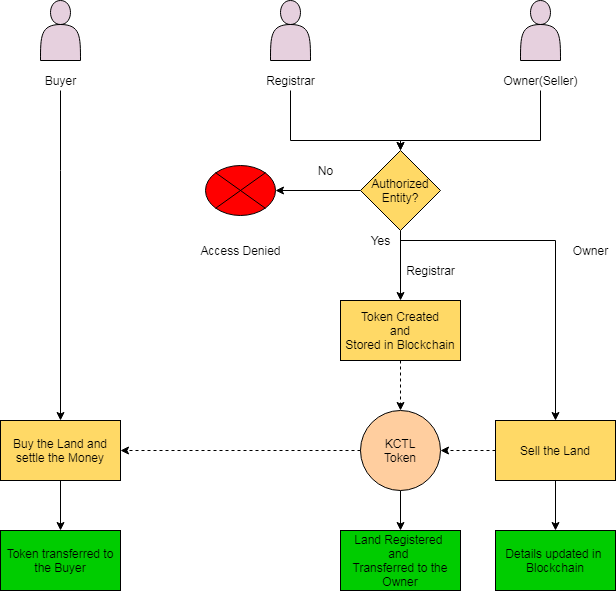 Buyer
Registrar
Owner(Seller)
No
Authorized
Entity?
Access Denied
Yes
Owner
Registrar
Token Created
and
Stored in Blockchain
Buy the Land and
settle the Money
KCTL
Token
Sell the Land
Token transferred to
the Buyer
Land Registered
and
Transferred to the
Owner
Details updated in
Blockchain